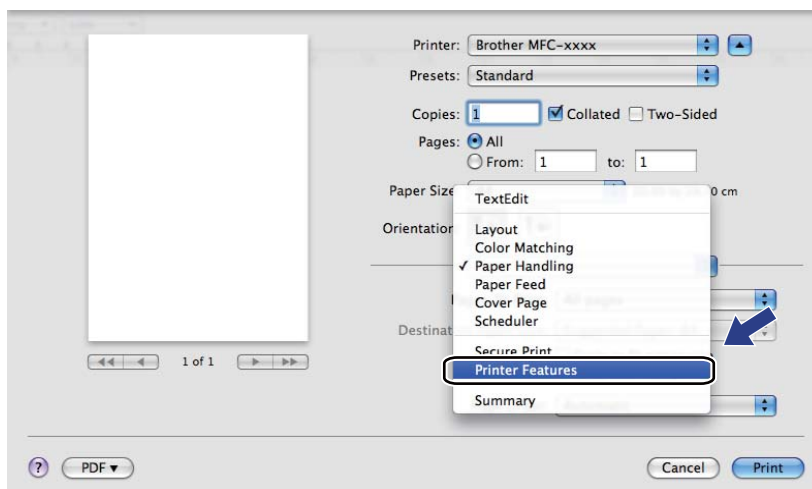 Printer: Brother MFC-xxxx
Presets: Standard
Copies: 1 Collated Two-Sided
Pages: All
From: 1 to: 1
Paper Size
0 cm
Orientation
TextEdit
Layout
Color Matching
✓ Paper Handling
Paper Feed
Cover Page
Scheduler
Destinat
Secure Print
Printer Features
Summary
1 of 1
? PDF ▼ Cancel Print